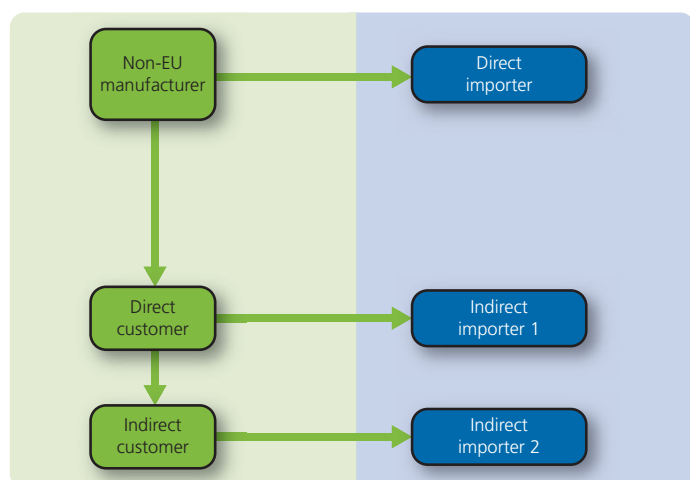 Non-EU
manufacturer
Direct
importer
Direct
customer
Indirect
importer 1
Indirect
customer
Indirect
importer 2